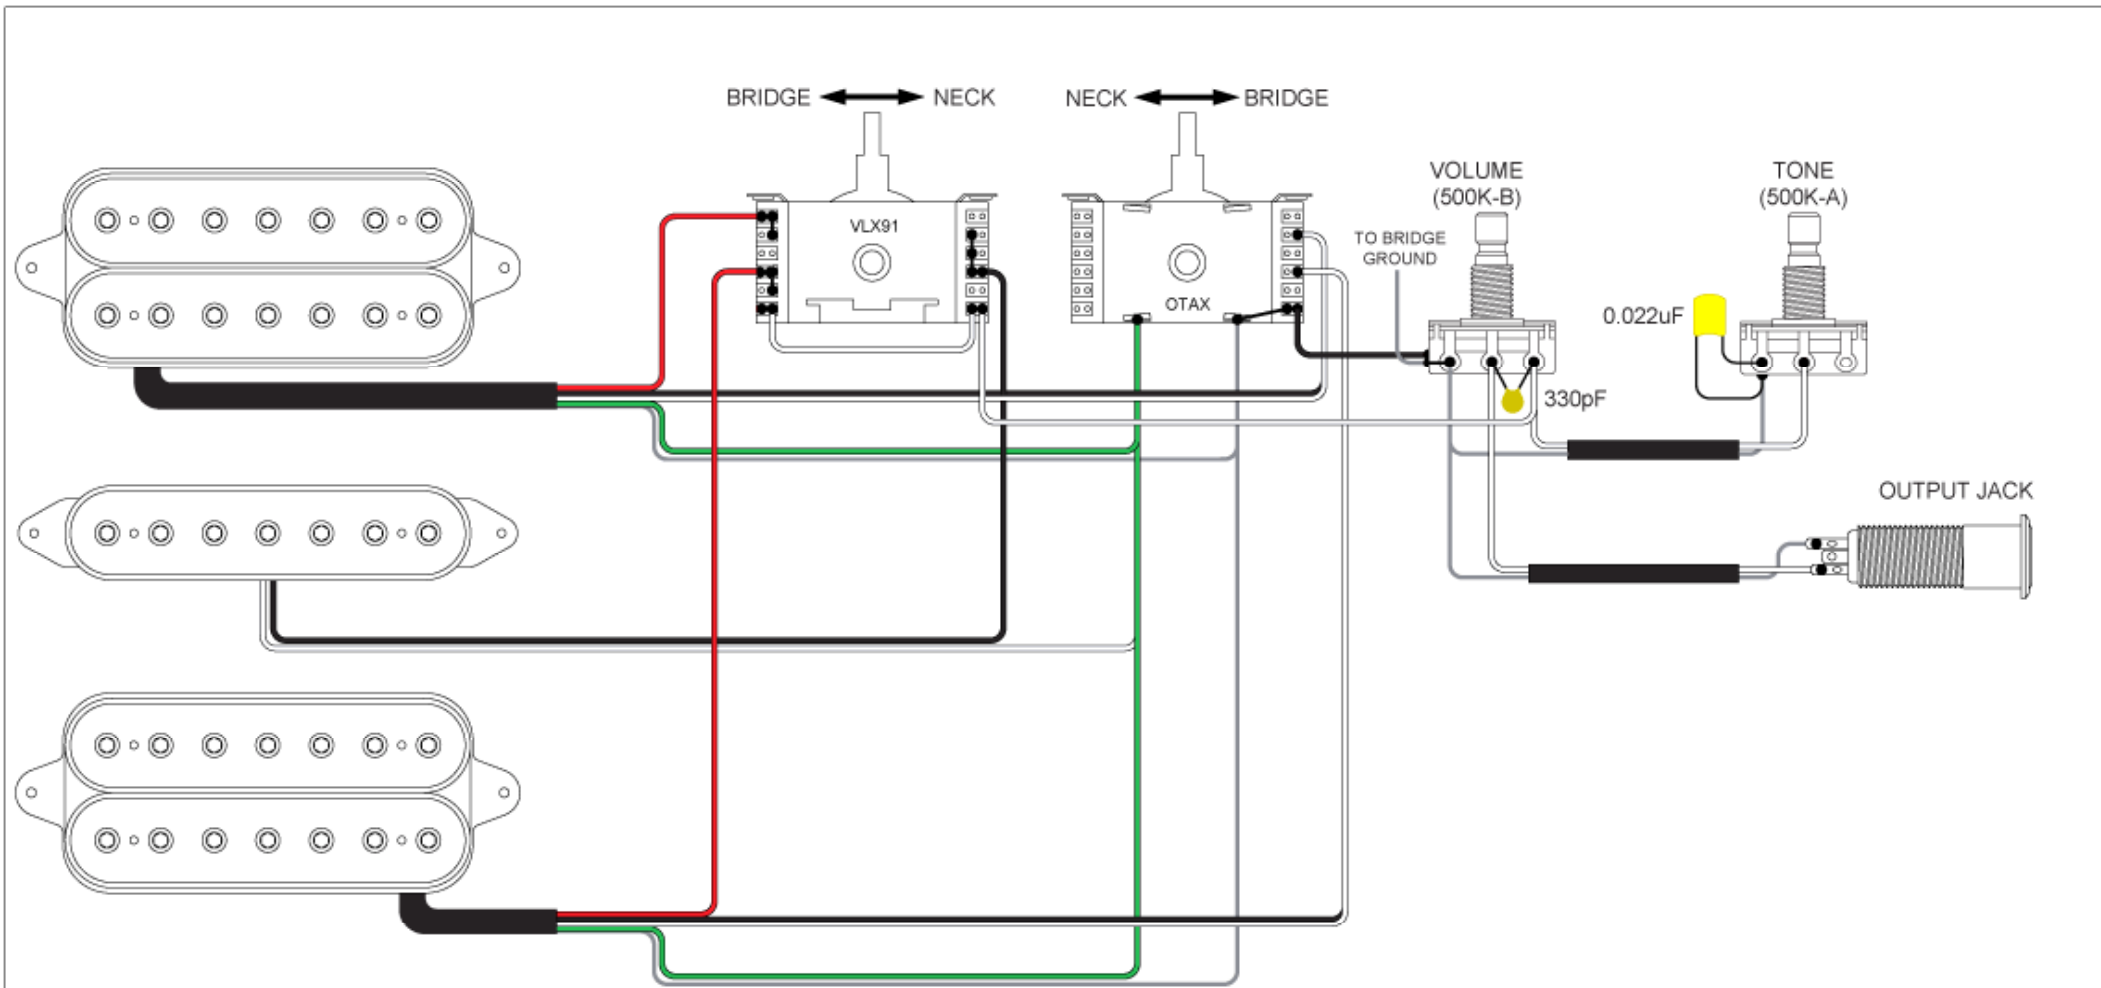 BRIDGE NECK
NECK BRIDGE
VOLUME
(500K-B)
TONE
(500K-A)
VLX91
TO BRIDGE
GROUND
OTAX
0.022uF
330pF
OUTPUT JACK